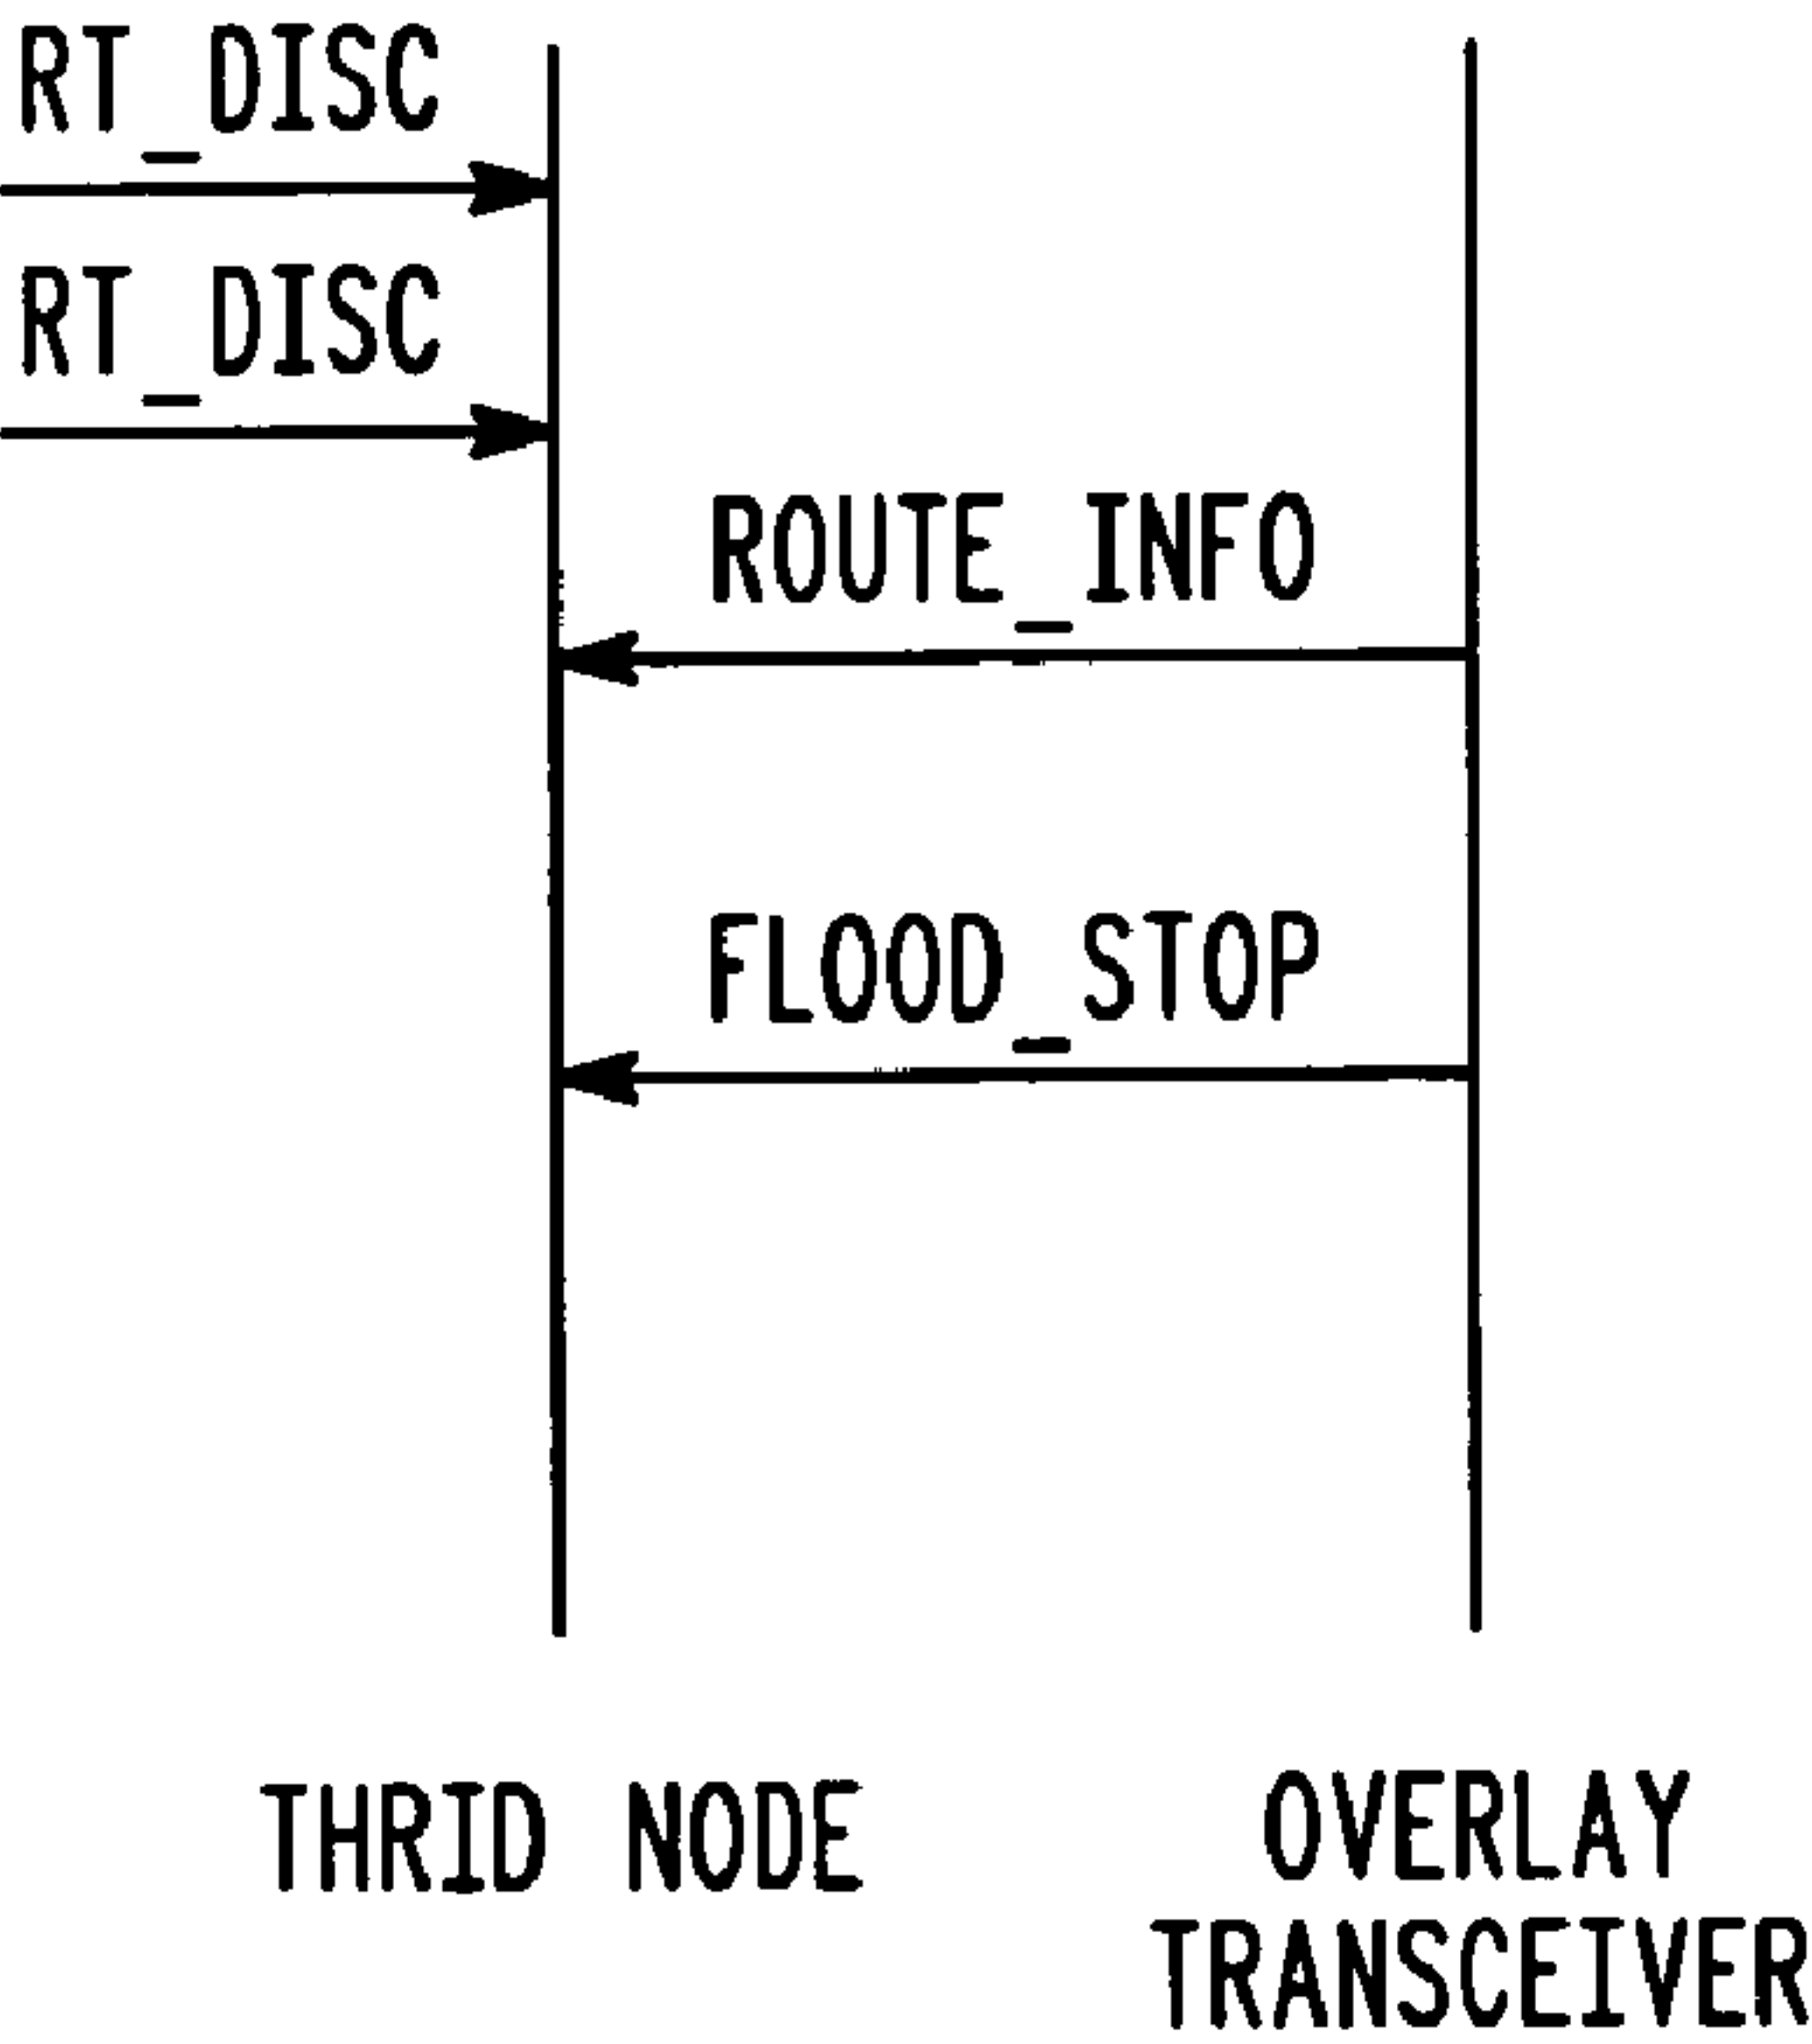 RT_DISC
RT_DISC
ROUTE_INFO
FLOOD_STOP
THRID NODE
OVERLAY
TRANSCEIVER